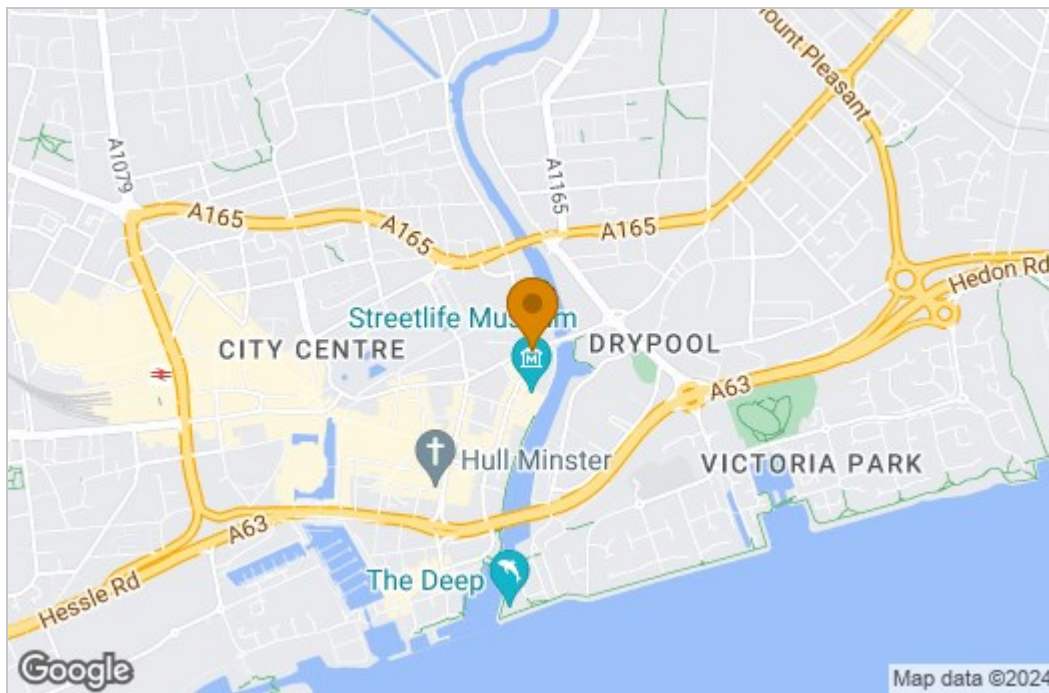 Mount Pleasant
A1079
A1165
A165
A165
A165
Hedon Rd
Streetlife Museum
CITY CENTRE
DRYPOOL
A63
Hull Minster
VICTORIA PARK
A63
The Deep
Hessle Rd
Google
Map data ©2024